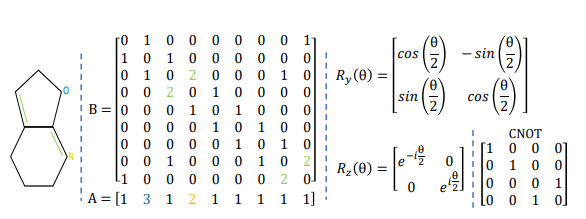 O
N
B =
[0 1 0 0 0 0 0 0 1]
[1 0 1 0 0 0 0 0 0]
[0 1 0 2 0 0 0 1 0]
[0 0 2 0 1 0 0 0 0]
[0 0 0 1 0 1 0 0 0]
[0 0 0 0 1 0 1 0 0]
[0 0 0 0 0 1 0 1 0]
[0 0 1 0 0 0 1 0 2]
[1 0 0 0 0 0 0 2 0]
A = [1 3 1 2 1 1 1 1 1]
R_y(θ) =
[cos(θ/2) −sin(θ/2)]
[sin(θ/2) cos(θ/2)]
R_z(θ) =
[e^{-iθ/2} 0]
[0 e^{iθ/2}]
CNOT
[1 0 0 0]
[0 1 0 0]
[0 0 0 1]
[0 0 1 0]